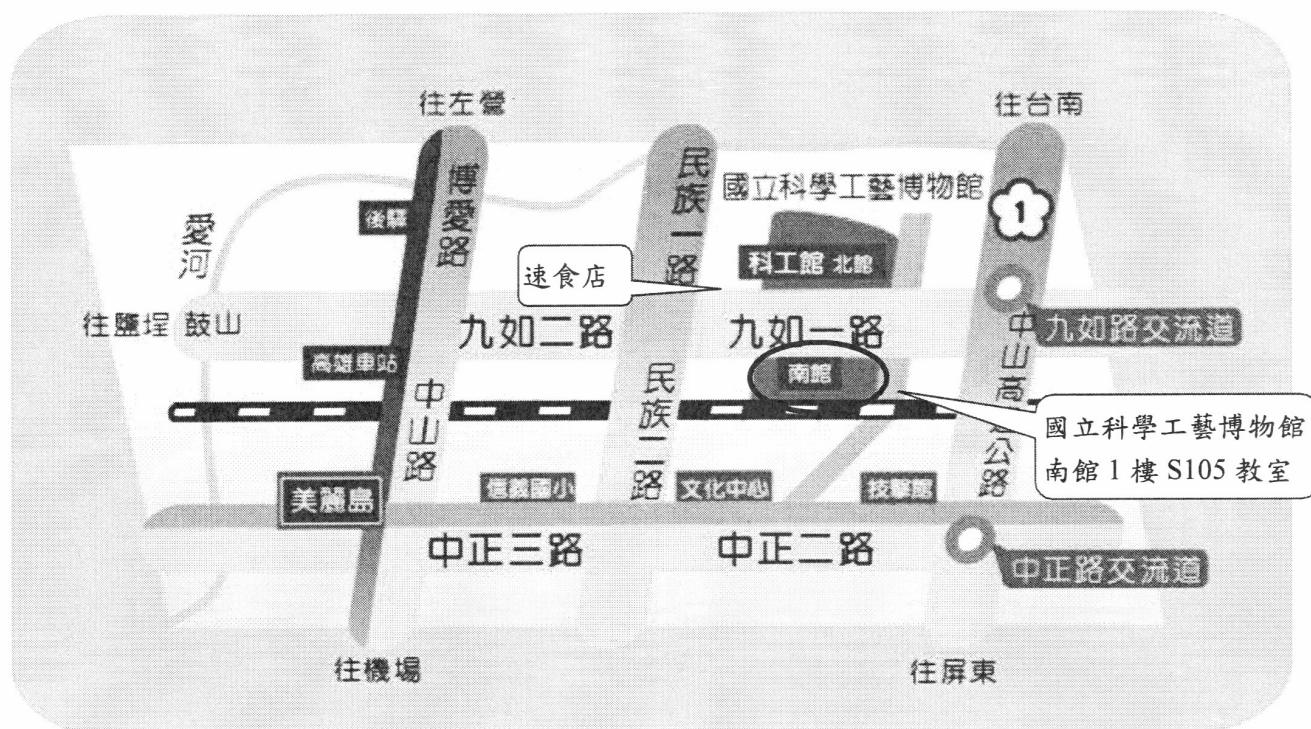 往左營
往台南
博愛路
民族一路
國立科學工藝博物館
1
後驛
愛河
科工館 北館
速食店
往鹽埕 鼓山
九如二路
九如一路
九如路交流道
高雄車站
南館
中山路
民族二路
中山高速公路
國立科學工藝博物館
南館 1 樓 S105 教室
美麗島
信義國小
文化中心
技擊館
中正三路
中正二路
中正路交流道
往機場
往屏東